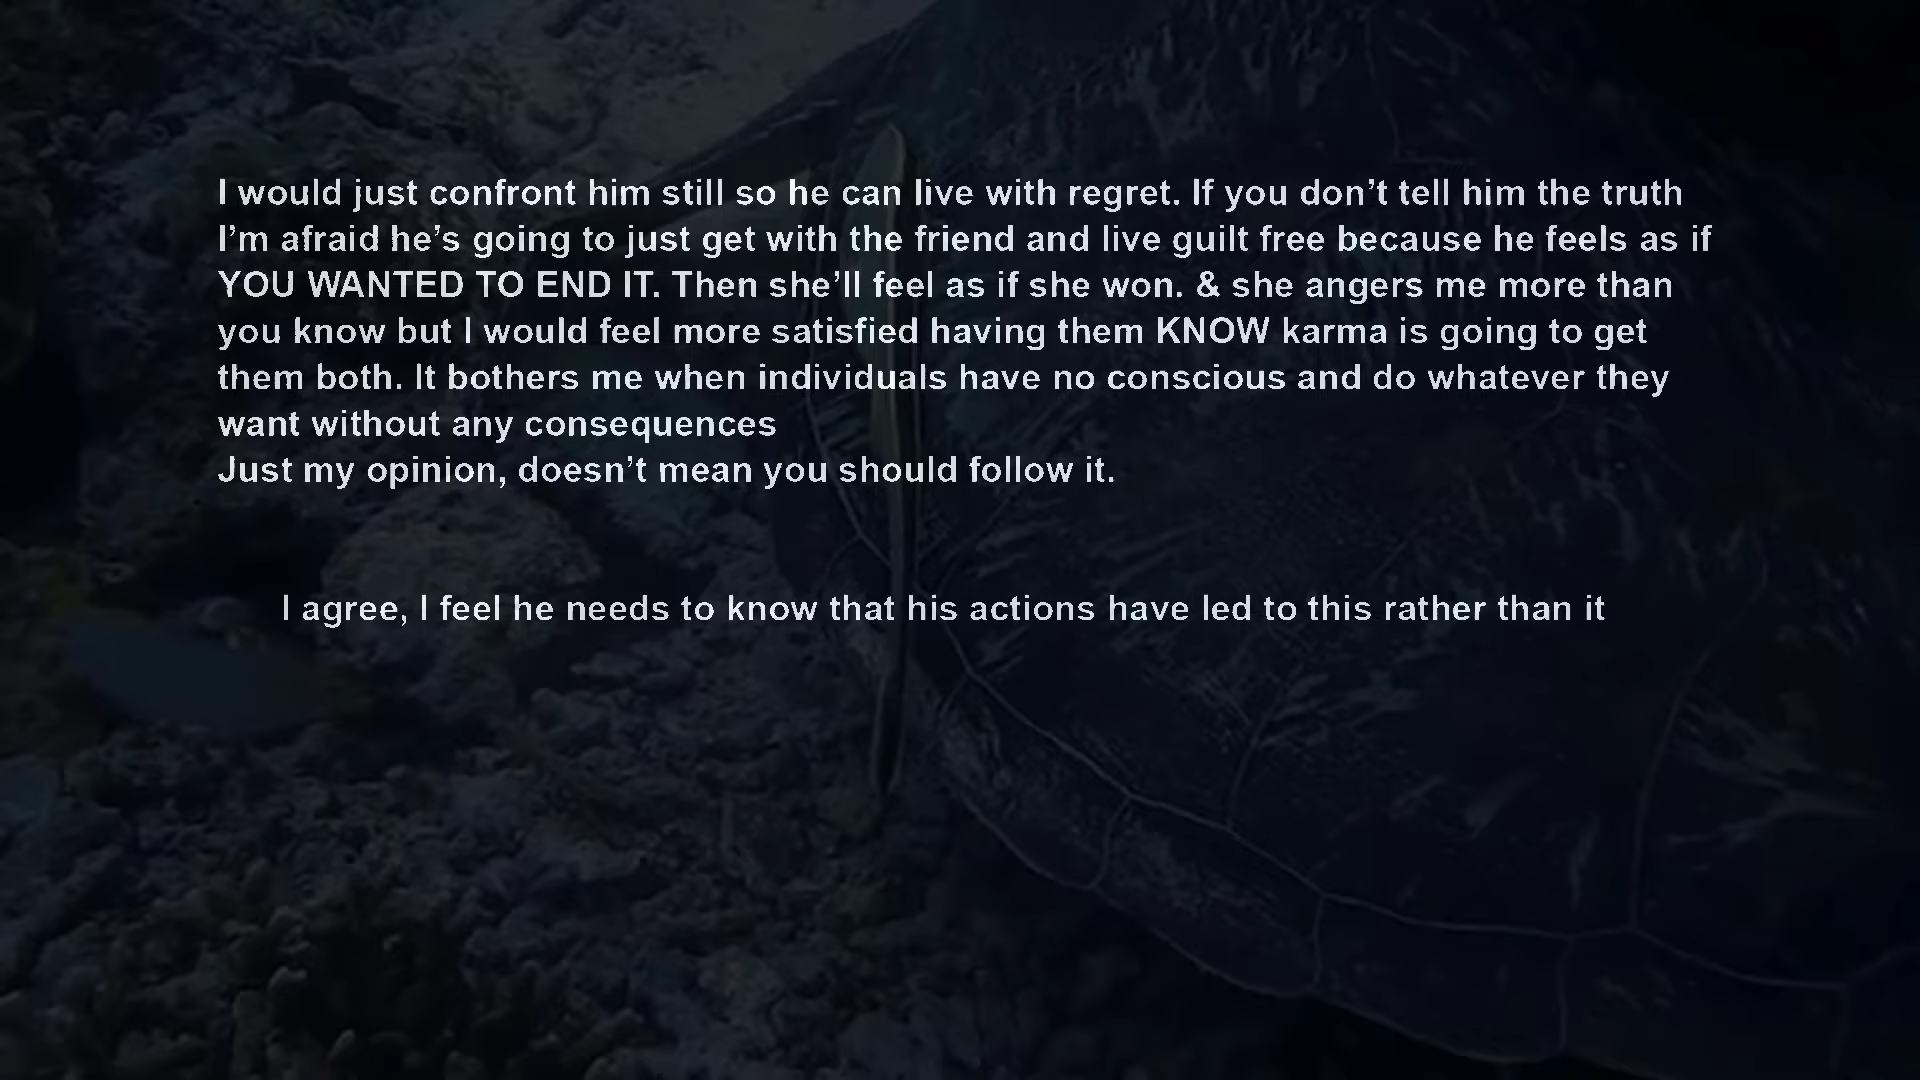 I would just confront him still so he can live with regret. If you don’t tell him the truth
I’m afraid he’s going to just get with the friend and live guilt free because he feels as if
YOU WANTED TO END IT. Then she’ll feel as if she won. & she angers me more than
you know but I would feel more satisfied having them KNOW karma is going to get
them both. It bothers me when individuals have no conscious and do whatever they
want without any consequences
Just my opinion, doesn’t mean you should follow it.
I agree, I feel he needs to know that his actions have led to this rather than it